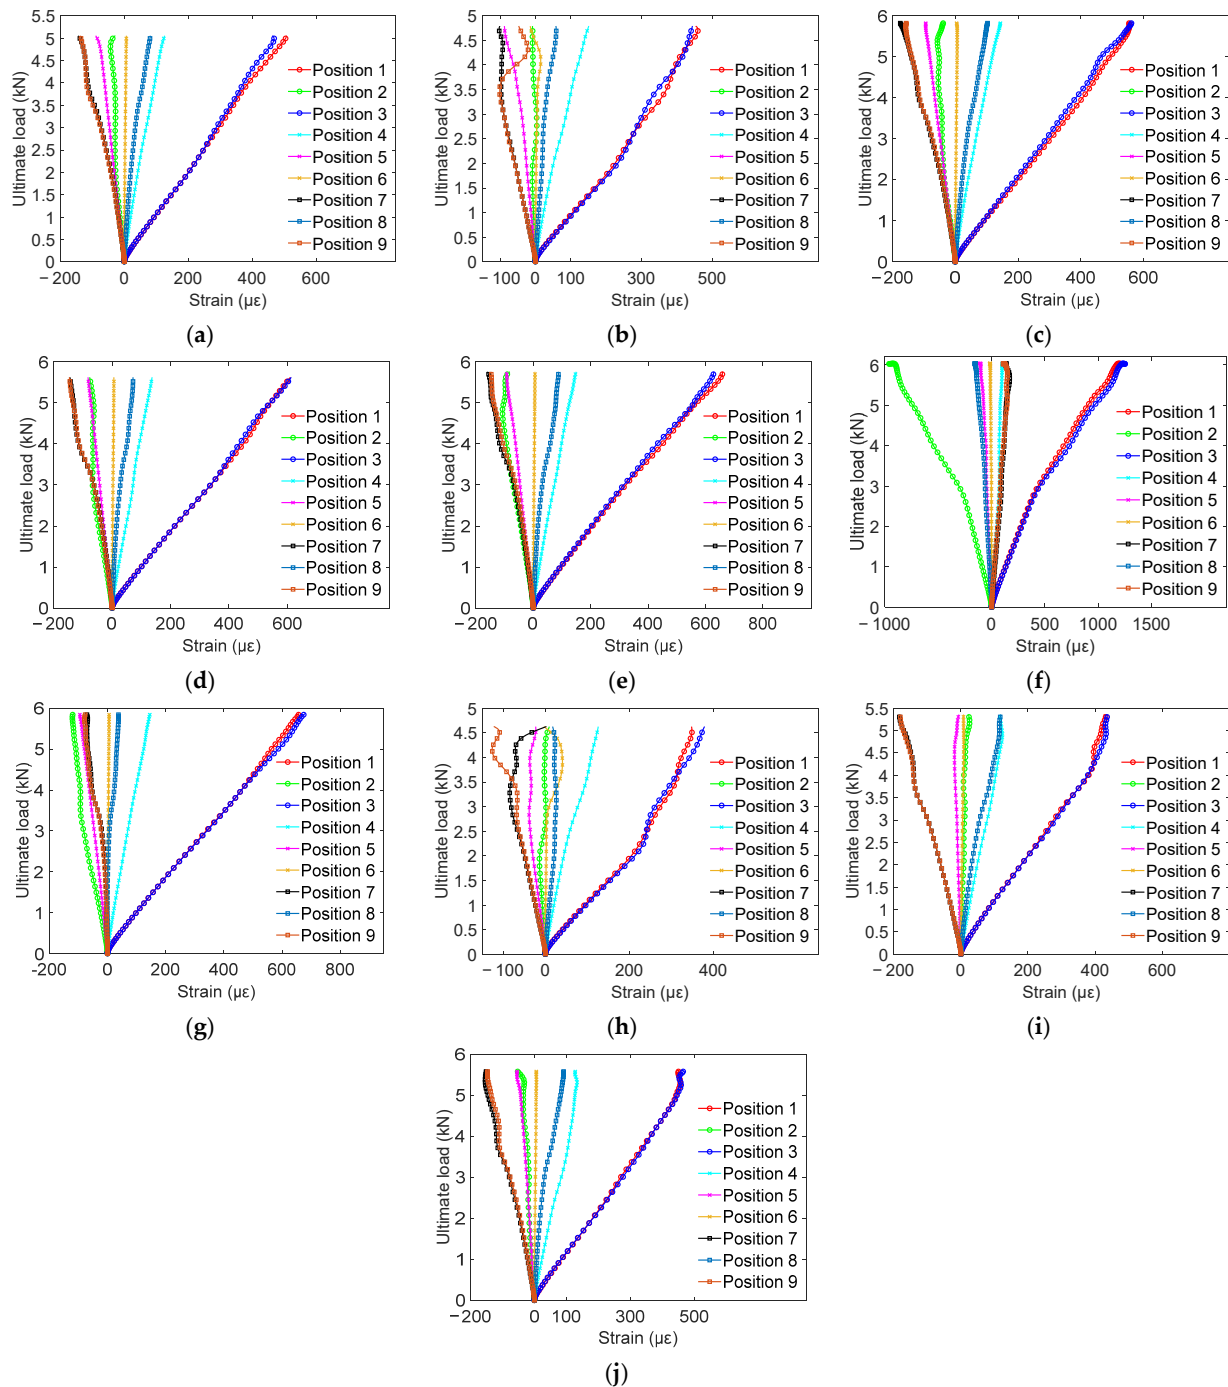 5.5
5
4.5
4
3.5
3
2.5
2
1.5
1
0.5
0
Ultimate load (kN)
−200 0 200 400 600
Strain (με)
Position 1
Position 2
Position 3
Position 4
Position 5
Position 6
Position 7
Position 8
Position 9
(a)
5
4.5
4
3.5
3
2.5
2
1.5
1
0.5
0
Ultimate load (kN)
−100 0 100 300 500
Strain (με)
Position 1
Position 2
Position 3
Position 4
Position 5
Position 6
Position 7
Position 8
Position 9
(b)
6
5
4
3
2
1
0
Ultimate load (kN)
−200 0 200 400 600
Strain (με)
Position 1
Position 2
Position 3
Position 4
Position 5
Position 6
Position 7
Position 8
Position 9
(c)
6
5
4
3
2
1
0
Ultimate load (kN)
−200 0 200 400 600
Strain (με)
Position 1
Position 2
Position 3
Position 4
Position 5
Position 6
Position 7
Position 8
Position 9
(d)
6
5
4
3
2
1
0
Ultimate load (kN)
−200 0 200 400 600 800
Strain (με)
Position 1
Position 2
Position 3
Position 4
Position 5
Position 6
Position 7
Position 8
Position 9
(e)
6
5
4
3
2
1
0
Ultimate load (kN)
−1000 0 500 1000 1500
Strain (με)
Position 1
Position 2
Position 3
Position 4
Position 5
Position 6
Position 7
Position 8
Position 9
(f)
6
5
4
3
2
1
0
Ultimate load (kN)
-200 0 200 400 600 800
Strain (με)
Position 1
Position 2
Position 3
Position 4
Position 5
Position 6
Position 7
Position 8
Position 9
(g)
5
4.5
4
3.5
3
2.5
2
1.5
1
0.5
0
Ultimate load (kN)
−100 0 200 400
Strain (με)
Position 1
Position 2
Position 3
Position 4
Position 5
Position 6
Position 7
Position 8
Position 9
(h)
5.5
5
4.5
4
3.5
3
2.5
2
1.5
1
0.5
0
Ultimate load (kN)
−200 0 200 400 600
Strain (με)
Position 1
Position 2
Position 3
Position 4
Position 5
Position 6
Position 7
Position 8
Position 9
(i)
6
5
4
3
2
1
0
Ultimate load (kN)
−200 0 100 300 500
Strain (με)
Position 1
Position 2
Position 3
Position 4
Position 5
Position 6
Position 7
Position 8
Position 9
(j)